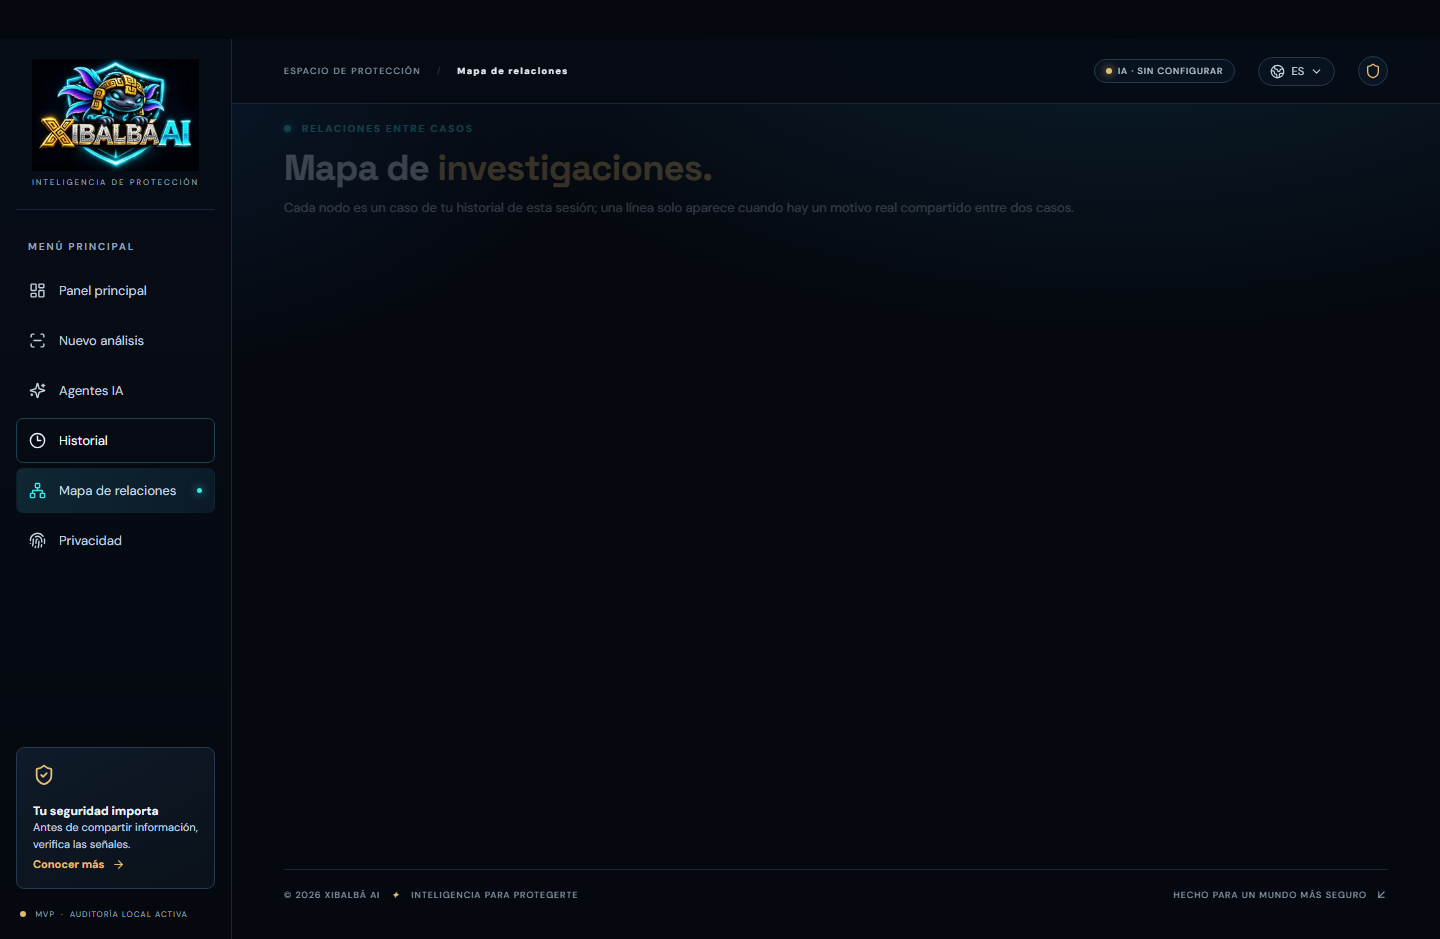 XIBALBÁ AI
INTELIGENCIA DE PROTECCIÓN
MENÚ PRINCIPAL
Panel principal
Nuevo análisis
Agentes IA
Historial
Mapa de relaciones
Privacidad
Tu seguridad importa
Antes de compartir información,
verifica las señales.
Conocer más
MVP · AUDITORÍA LOCAL ACTIVA
ESPACIO DE PROTECCIÓN / Mapa de relaciones
IA · SIN CONFIGURAR
ES
RELACIONES ENTRE CASOS
Mapa de investigaciones.
Cada nodo es un caso de tu historial de esta sesión; una línea solo aparece cuando hay un motivo real compartido entre dos casos.
© 2026 XIBALBÁ AI ✦ INTELIGENCIA PARA PROTEGERTE
HECHO PARA UN MUNDO MÁS SEGURO